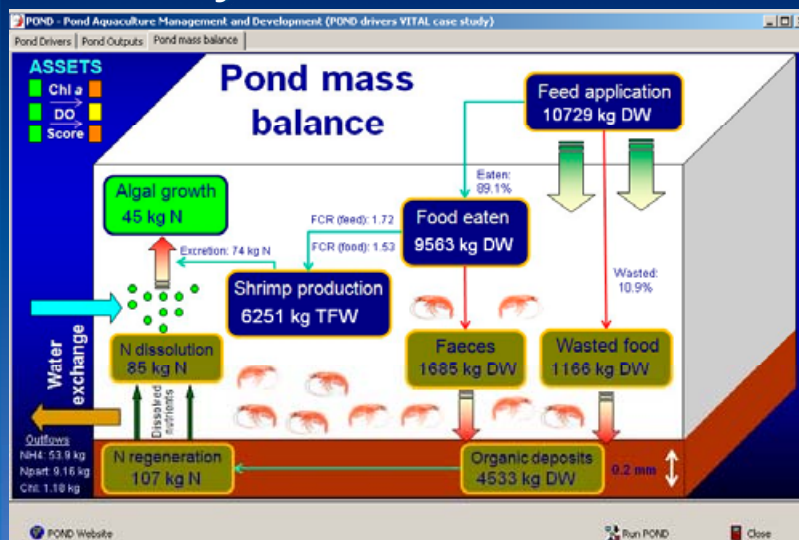 POND - Pond Aquaculture Management and Development (POND drivers VITAL case study)
Pond Drivers
Pond Outputs
Pond mass balance
ASSETS
Chl a
DO
Score
Pond mass
balance
Feed application
10729 kg DW
Eaten:
89.1%
Algal growth
45 kg N
FCR (feed): 1.72
FCR (food): 1.53
Food eaten
9563 kg DW
Excretion: 74 kg N
Wasted:
10.9%
Shrimp production
6251 kg TFW
N dissolution
85 kg N
Faeces
1685 kg DW
Wasted food
1166 kg DW
Water
exchange
Dissolved
nutrients
Outflows
NH4: 53.9 kg
Npart: 9.16 kg
Chl: 1.18 kg
N regeneration
107 kg N
Organic deposits
4533 kg DW
0.2 mm
POND Website
Run POND
Close